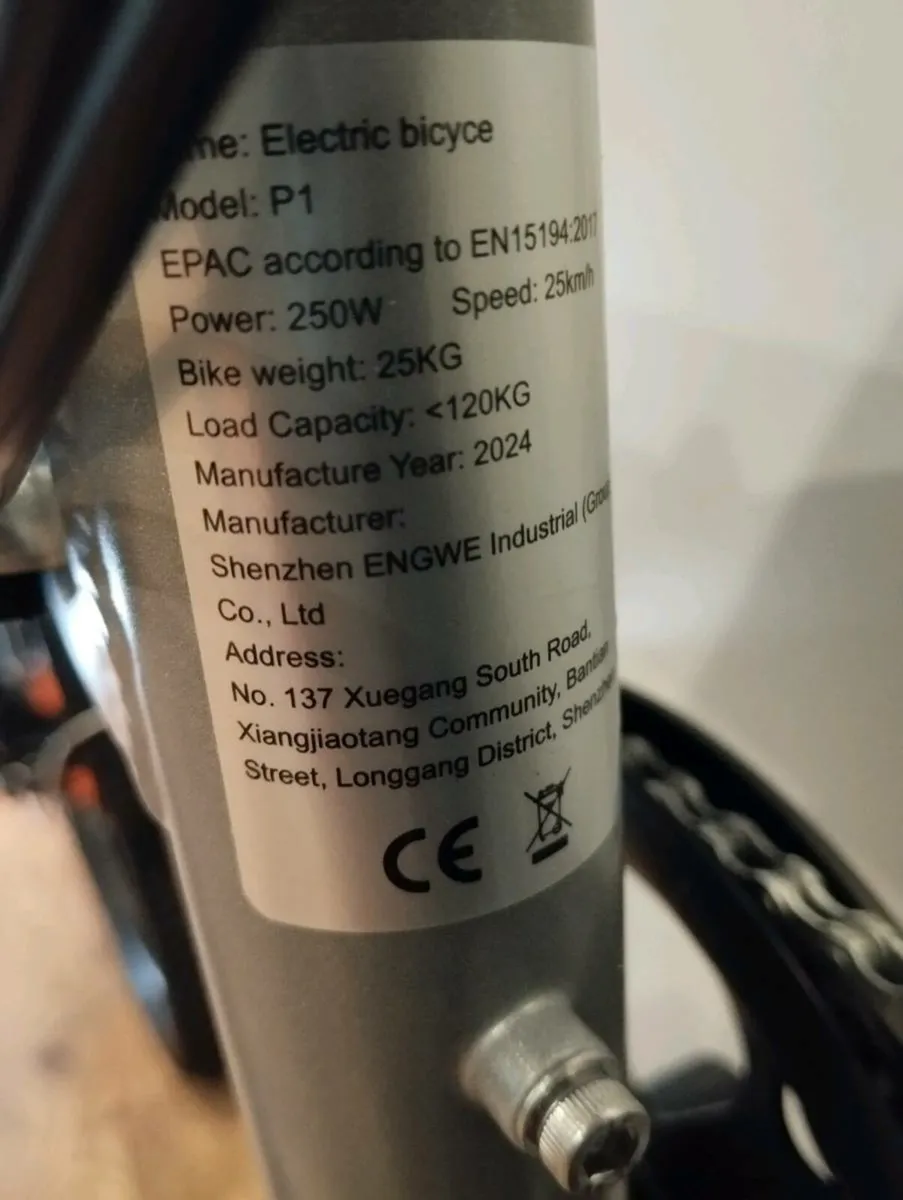 me: Electric bicyce
Model: P1
EPAC according to EN15194:2017
Power: 250W Speed: 25km/h
Bike weight: 25KG
Load Capacity: <120KG
Manufacture Year: 2024
Manufacturer:
Shenzhen ENGWE Industrial
Co., Ltd
Address:
No. 137 Xuegang South Road,
Xiangjiaotang Community, Bantian
Street, Longgang District, Shenzhen
CE